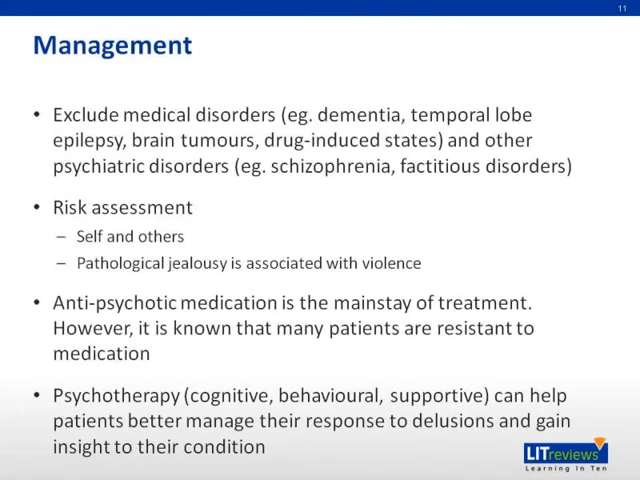 11
Management
• Exclude medical disorders (eg. dementia, temporal lobe
epilepsy, brain tumours, drug-induced states) and other
psychiatric disorders (eg. schizophrenia, factitious disorders)
• Risk assessment
– Self and others
– Pathological jealousy is associated with violence
• Anti-psychotic medication is the mainstay of treatment.
However, it is known that many patients are resistant to
medication
• Psychotherapy (cognitive, behavioural, supportive) can help
patients better manage their response to delusions and gain
insight to their condition
LITreviews
Learning In Ten